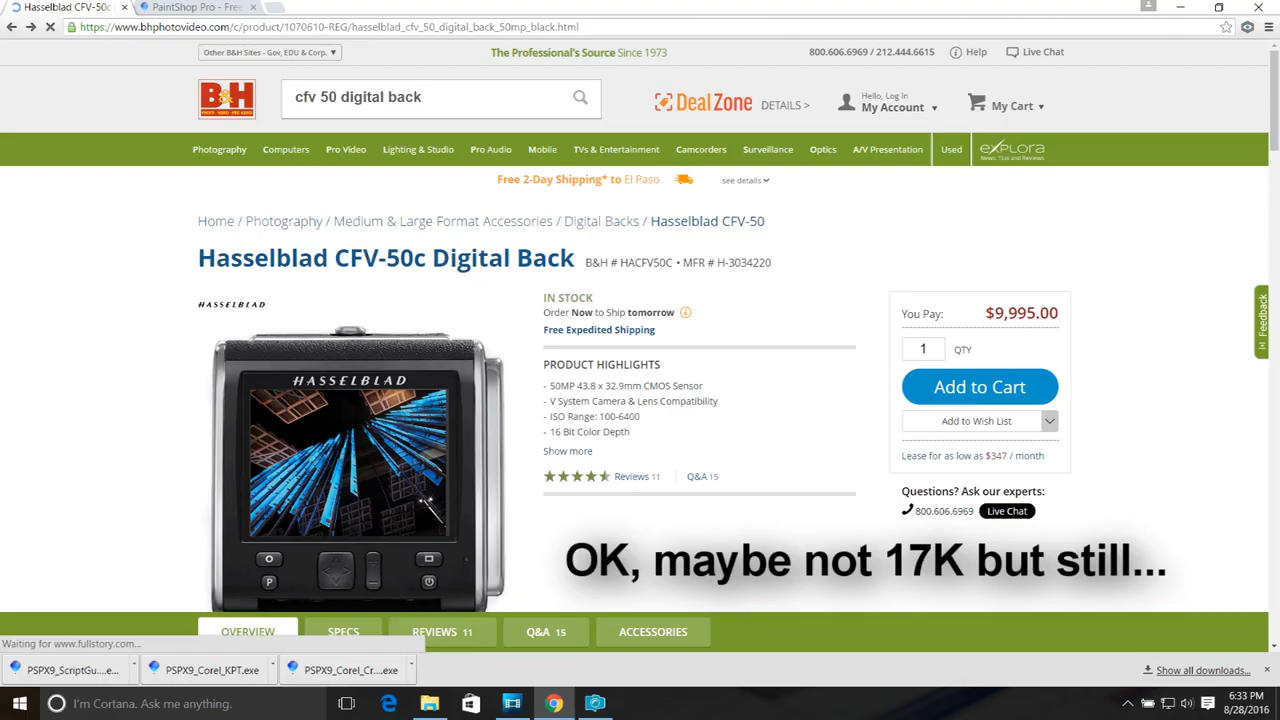 Hasselblad CFV-50c
PaintShop Pro - Free
https://www.bhphotovideo.com/c/product/1070610-REG/hasselblad_cfv_50_digital_back_50mp_black.html
Other B&H Sites - Gov, EDU & Corp.
The Professional's Source Since 1973
800.606.6969 / 212.444.6615
Help
Live Chat
B&H
PHOTO VIDEO PRO AUDIO
cfv 50 digital back
DealZone
DETAILS >
Hello, Log In
My Account
My Cart
Photography
Computers
Pro Video
Lighting & Studio
Pro Audio
Mobile
TVs & Entertainment
Camcorders
Surveillance
Optics
A/V Presentation
Used
eXPLORA
News, Tips and Reviews
Free 2-Day Shipping* to El Paso
see details
Home / Photography / Medium & Large Format Accessories / Digital Backs / Hasselblad CFV-50
Hasselblad CFV-50c Digital Back
B&H # HACFV50C • MFR # H-3034220
HASSELBLAD
HASSELBLAD
P
IN STOCK
Order Now to Ship tomorrow
Free Expedited Shipping
PRODUCT HIGHLIGHTS
- 50MP 43.8 x 32.9mm CMOS Sensor
- V System Camera & Lens Compatibility
- ISO Range: 100-6400
- 16 Bit Color Depth
Show more
Reviews 11
Q&A 15
You Pay: $9,995.00
1
QTY
Add to Cart
Add to Wish List
Lease for as low as $347 / month
Questions? Ask our experts:
800.606.6969
Live Chat
Feedback
OK, maybe not 17K but still...
OVERVIEW
SPECS
REVIEWS 11
Q&A 15
ACCESSORIES
Waiting for www.fullstory.com...
PSPX9_ScriptGu....e...
PSPX9_Corel_KPT.exe
PSPX9_Corel_Cr....exe
Show all downloads...
I'm Cortana. Ask me anything.
6:33 PM
8/28/2016